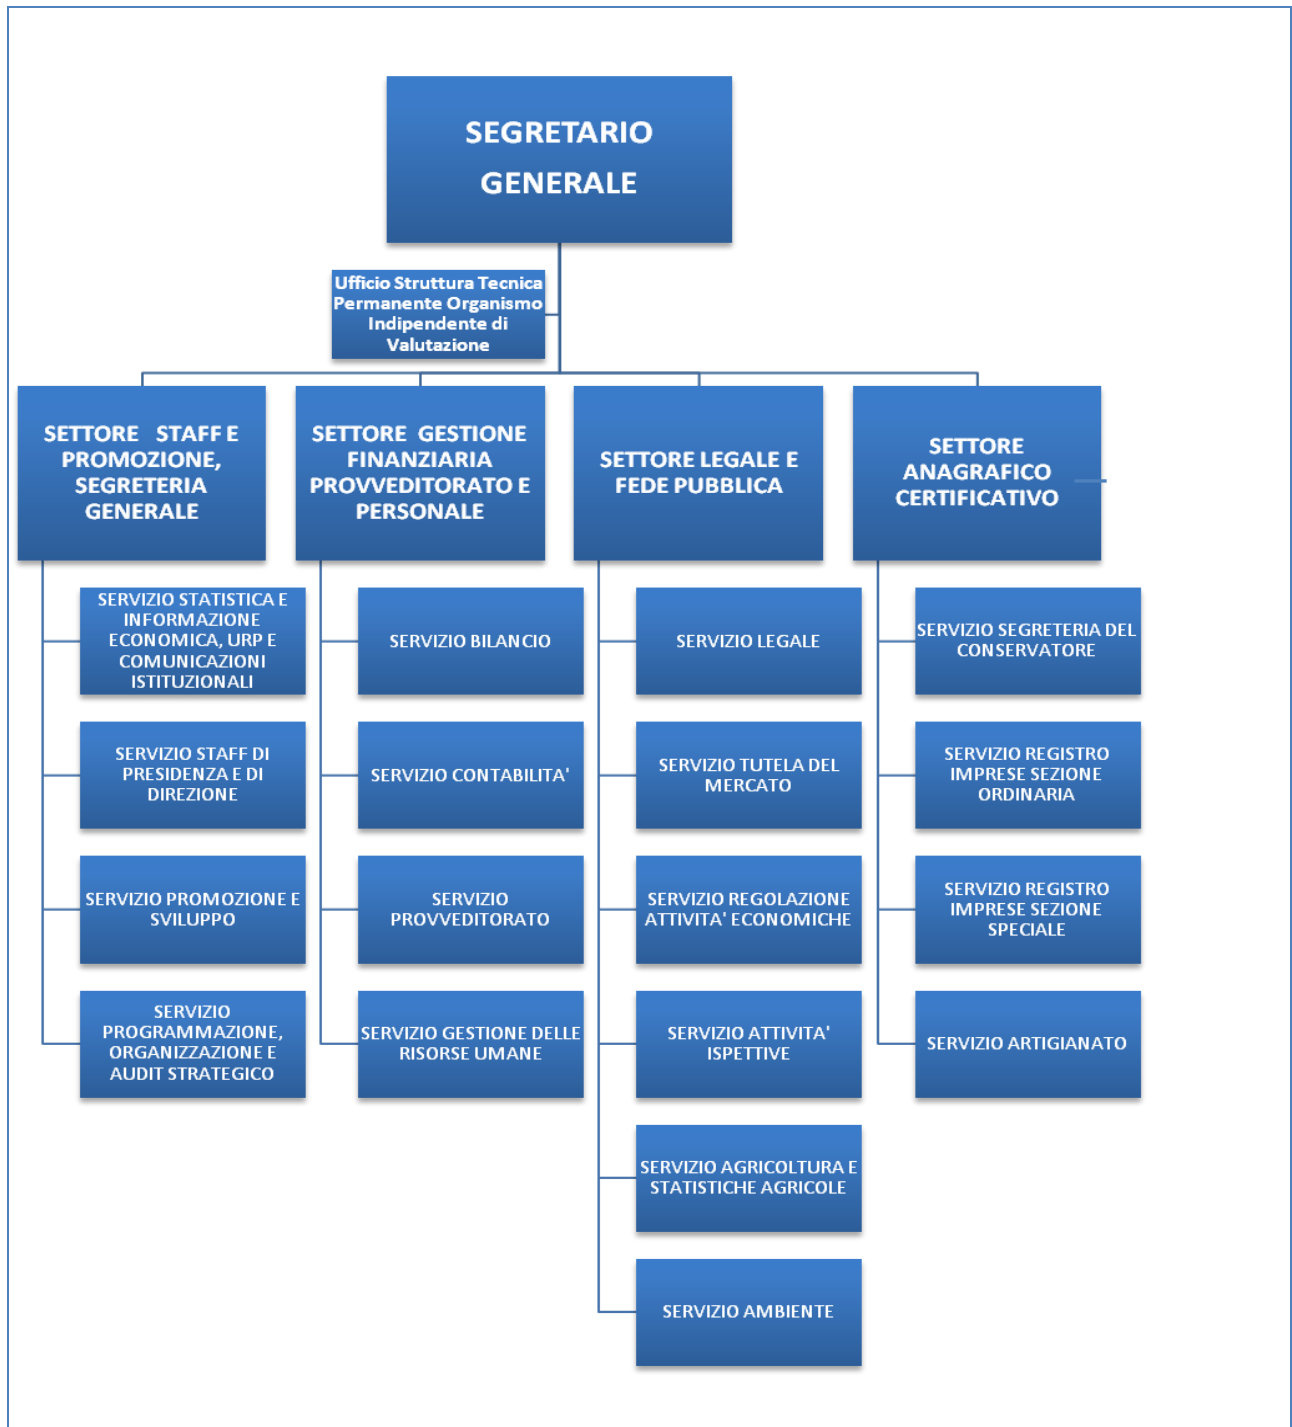 SEGRETARIO
GENERALE
Ufficio Struttura Tecnica
Permanente Organismo
Indipendente di
Valutazione
SETTORE STAFF E
PROMOZIONE,
SEGRETERIA
GENERALE
SERVIZIO STATISTICA E
INFORMAZIONE
ECONOMICA, URP E
COMUNICAZIONI
ISTITUZIONALI
SERVIZIO STAFF DI
PRESIDENZA E DI
DIREZIONE
SERVIZIO PROMOZIONE E
SVILUPPO
SERVIZIO
PROGRAMMAZIONE,
ORGANIZZAZIONE E
AUDIT STRATEGICO
SETTORE GESTIONE
FINANZIARIA
PROVVEDITORATO E
PERSONALE
SERVIZIO BILANCIO
SERVIZIO CONTABILITA'
SERVIZIO
PROVVEDITORATO
SERVIZIO GESTIONE DELLE
RISORSE UMANE
SETTORE LEGALE E
FEDE PUBBLICA
SERVIZIO LEGALE
SERVIZIO TUTELA DEL
MERCATO
SERVIZIO REGOLAZIONE
ATTIVITA' ECONOMICHE
SERVIZIO ATTIVITA'
ISPETTIVE
SERVIZIO AGRICOLTURA E
STATISTICHE AGRICOLE
SERVIZIO AMBIENTE
SETTORE
ANAGRAFICO
CERTIFICATIVO
SERVIZIO SEGRETERIA DEL
CONSERVATORE
SERVIZIO REGISTRO
IMPRESE SEZIONE
ORDINARIA
SERVIZIO REGISTRO
IMPRESE SEZIONE
SPECIALE
SERVIZIO ARTIGIANATO